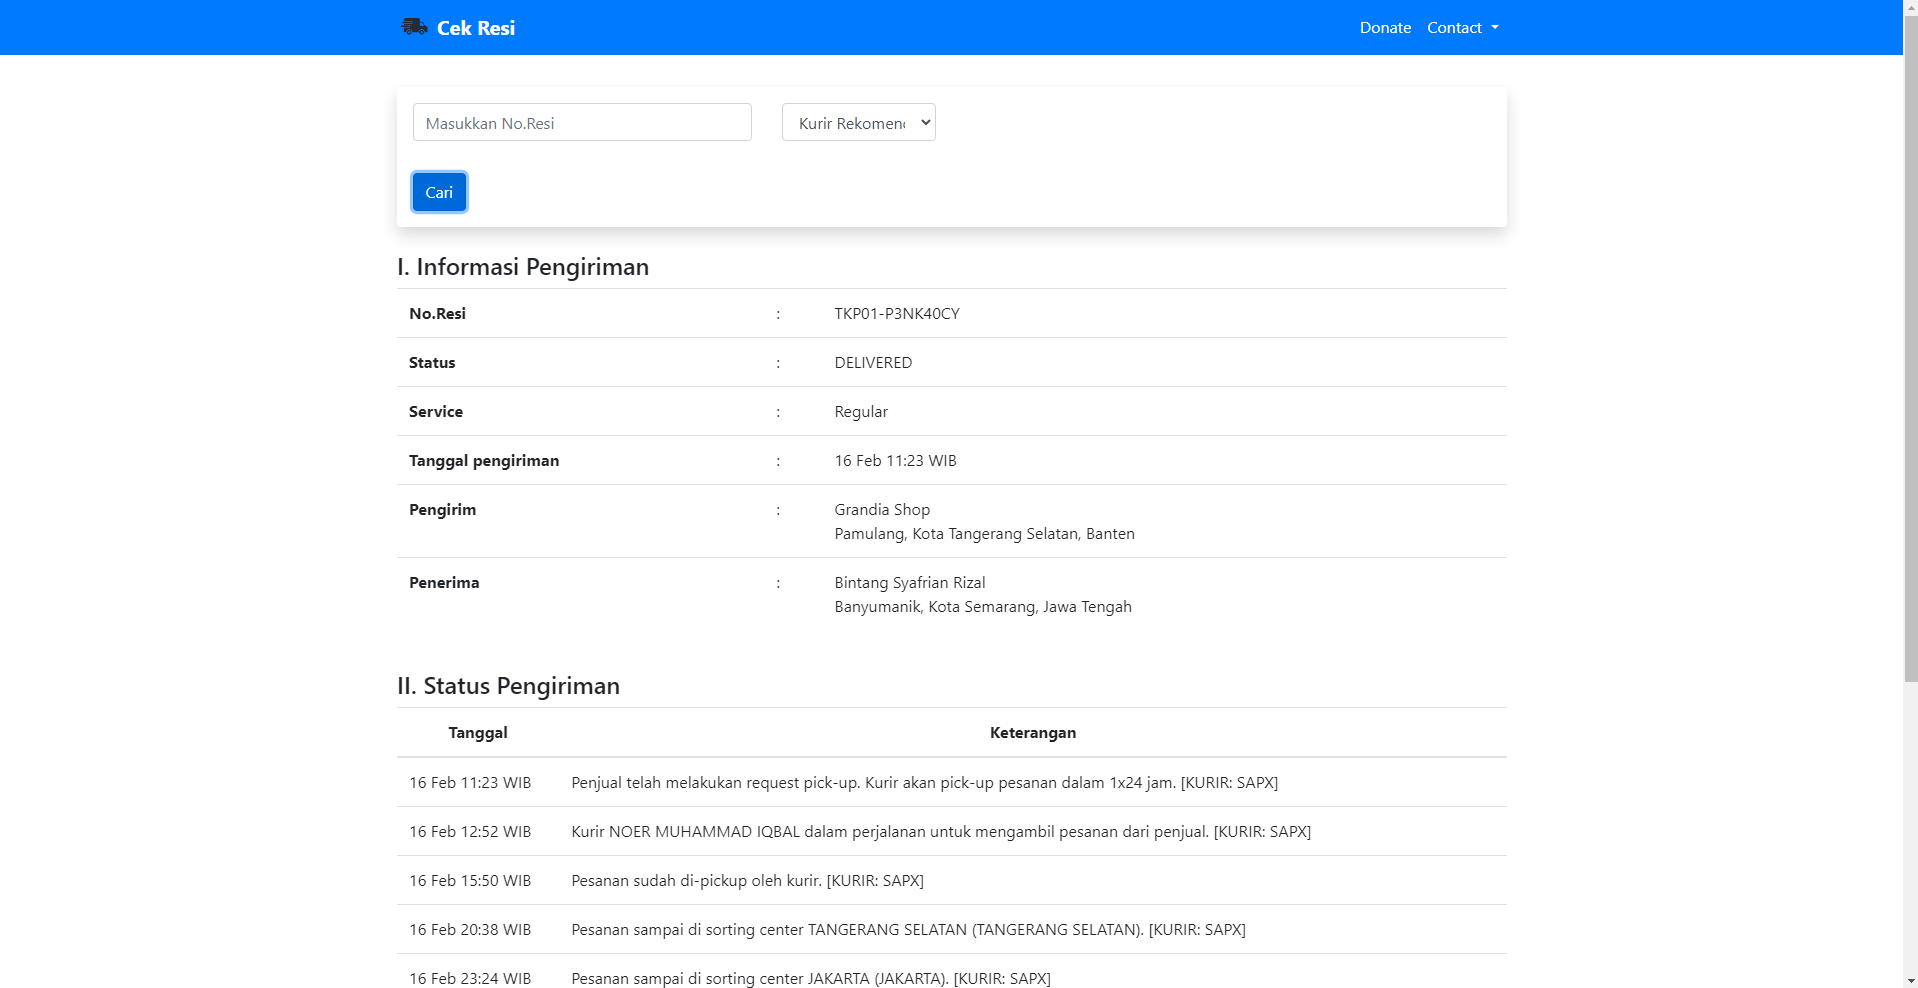 Cek Resi
Donate
Contact
Masukkan No.Resi
Kurir Rekomen
Cari
I. Informasi Pengiriman
No.Resi : TKP01-P3NK40CY
Status : DELIVERED
Service : Regular
Tanggal pengiriman : 16 Feb 11:23 WIB
Pengirim : Grandia Shop
Pamulang, Kota Tangerang Selatan, Banten
Penerima : Bintang Syafrian Rizal
Banyumanik, Kota Semarang, Jawa Tengah
II. Status Pengiriman
Tanggal Keterangan
16 Feb 11:23 WIB Penjual telah melakukan request pick-up. Kurir akan pick-up pesanan dalam 1x24 jam. [KURIR: SAPX]
16 Feb 12:52 WIB Kurir NOER MUHAMMAD IQBAL dalam perjalanan untuk mengambil pesanan dari penjual. [KURIR: SAPX]
16 Feb 15:50 WIB Pesanan sudah di-pickup oleh kurir. [KURIR: SAPX]
16 Feb 20:38 WIB Pesanan sampai di sorting center TANGERANG SELATAN (TANGERANG SELATAN). [KURIR: SAPX]
16 Feb 23:24 WIB Pesanan sampai di sorting center JAKARTA (JAKARTA). [KURIR: SAPX]